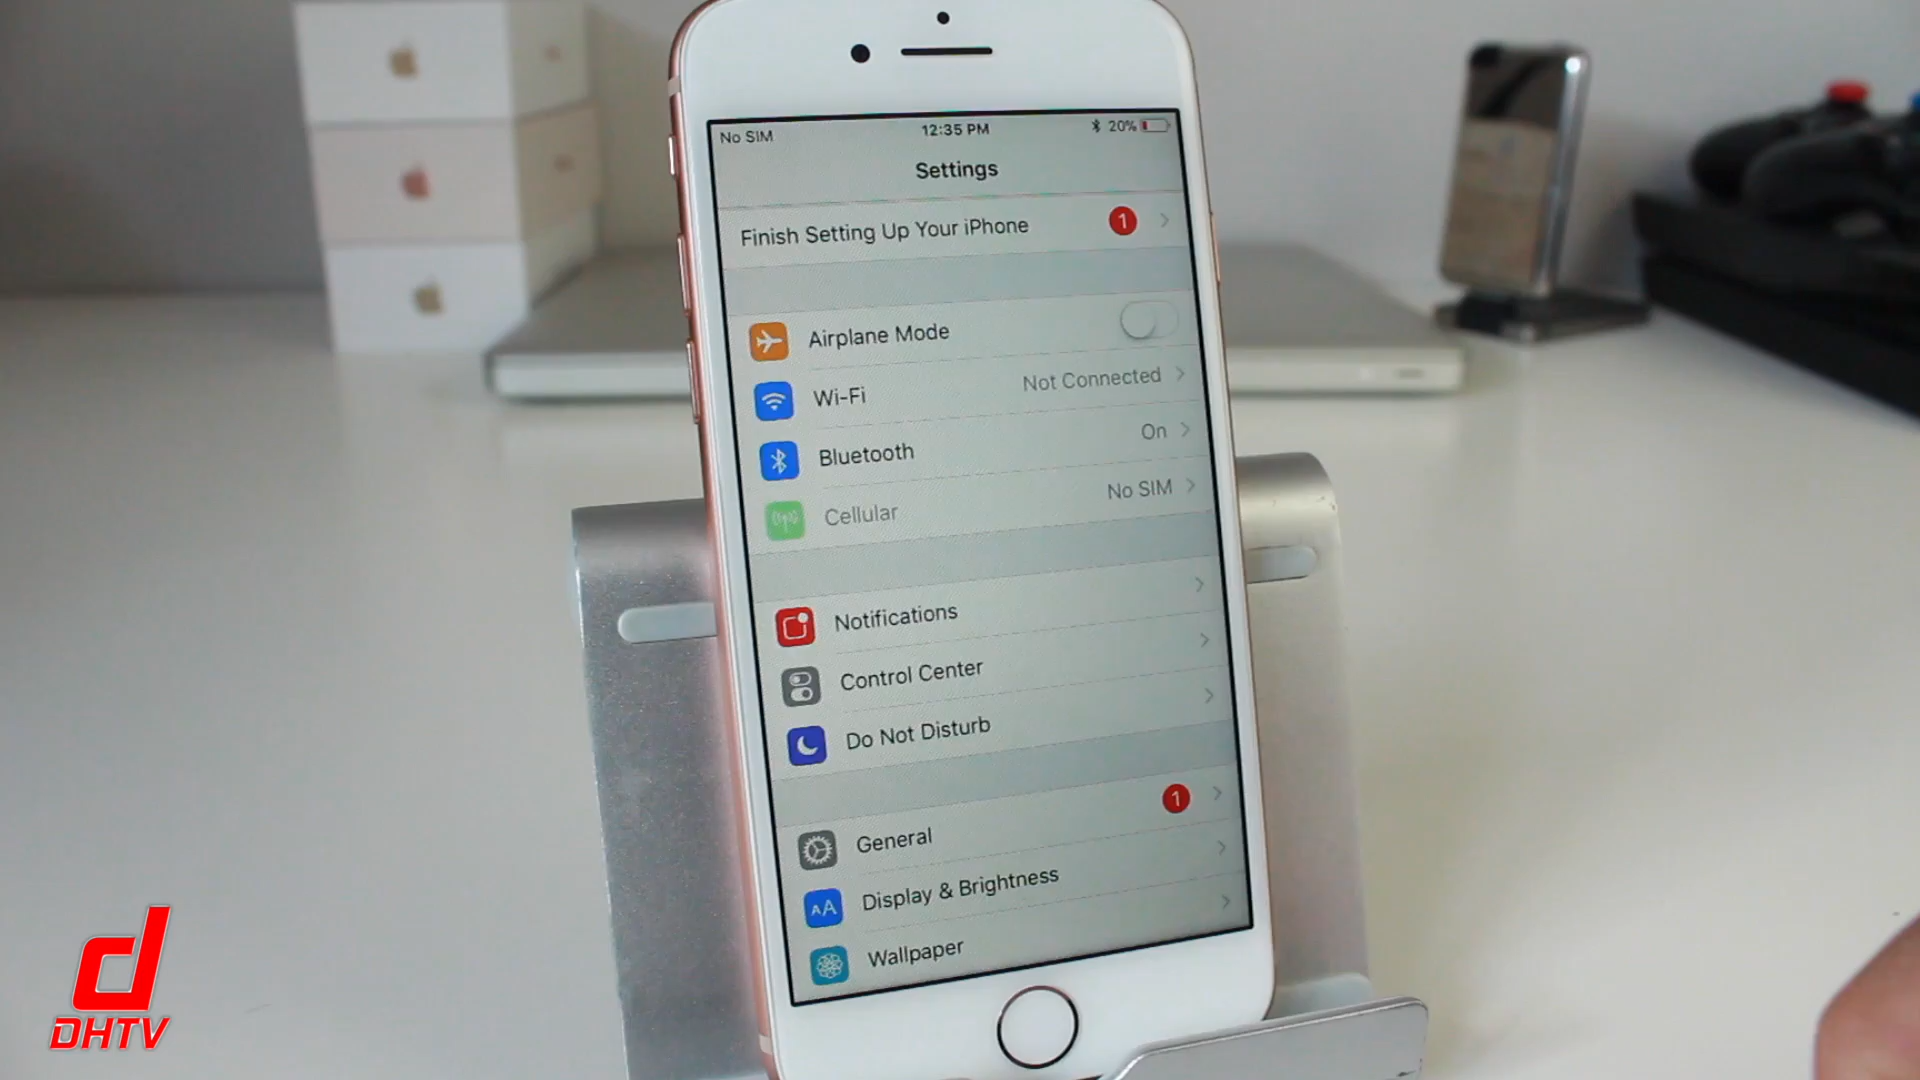 No SIM 12:35 PM 20%
Settings
Finish Setting Up Your iPhone 1
Airplane Mode
Wi-Fi Not Connected
Bluetooth On
Cellular No SIM
Notifications
Control Center
Do Not Disturb
General 1
AA Display & Brightness
Wallpaper
d
DHTV